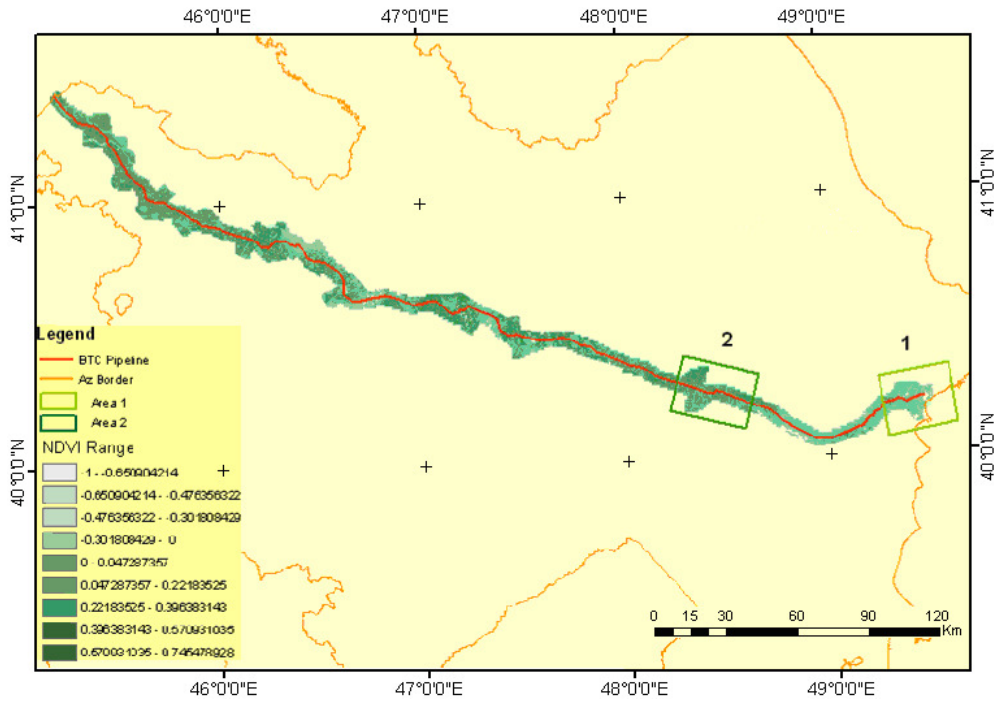 46°0'0"E 47°0'0"E 48°0'0"E 49°0'0"E
41°0'0"N 41°0'0"N
2 1
Legend
BTC Pipeline
Az Border
Area 1
Area 2
NDVI Range
-1 - -0.650904214
-0.650904214 - -0.476356322
-0.476356322 - -0.301808429
-0.301808429 - 0
0 - 0.047287357
0.047287357 - 0.22183525
0.22183525 - 0.396383143
0.396383143 - 0.570931035
0.570931035 - 0.745478928
40°0'0"N 40°0'0"N
0 15 30 60 90 120
Km
46°0'0"E 47°0'0"E 48°0'0"E 49°0'0"E